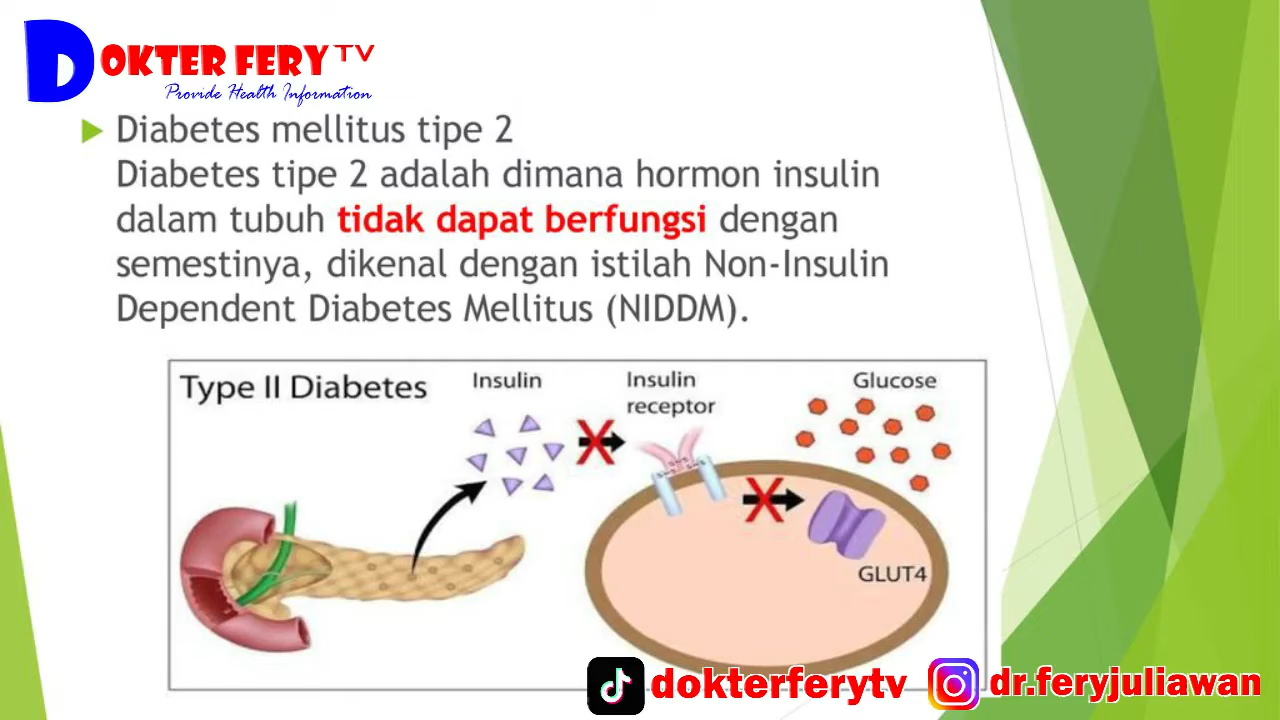 DOKTER FERY TV
Provide Health Information
Diabetes mellitus tipe 2
Diabetes tipe 2 adalah dimana hormon insulin
dalam tubuh tidak dapat berfungsi dengan
semestinya, dikenal dengan istilah Non-Insulin
Dependent Diabetes Mellitus (NIDDM).
Type II Diabetes
Insulin
Insulin
receptor
Glucose
GLUT4
dokterferytv
dr.feryjuliawan